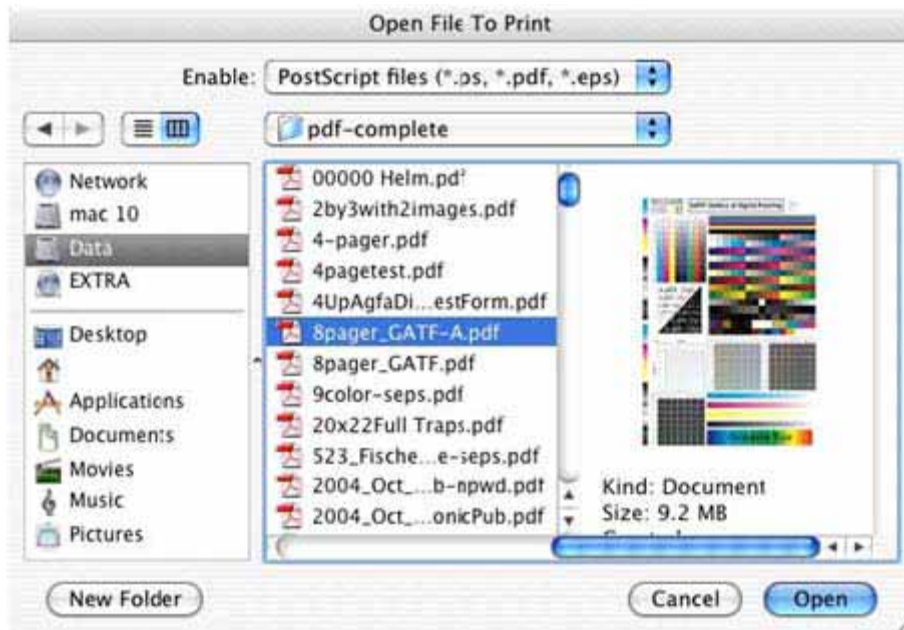 Open File To Print
Enable: PostScript files (*.ps, *.pdf, *.eps)
pdf-complete
Network
mac 10
Data
EXTRA
Desktop
Applications
Documents
Movies
Music
Pictures
00000 Helm.pdf
2by3with2images.pdf
4-pager.pdf
4pagetest.pdf
4UpAgfaDi...estForm.pdf
8pager_GATF-A.pdf
8pager_GATF.pdf
9color-seps.pdf
20x22Full Traps.pdf
523_Fische...e-seps.pdf
2004_Oct_...b-npwd.pdf
2004_Oct_...onicPub.pdf
Kind: Document
Size: 9.2 MB
New Folder
Cancel
Open